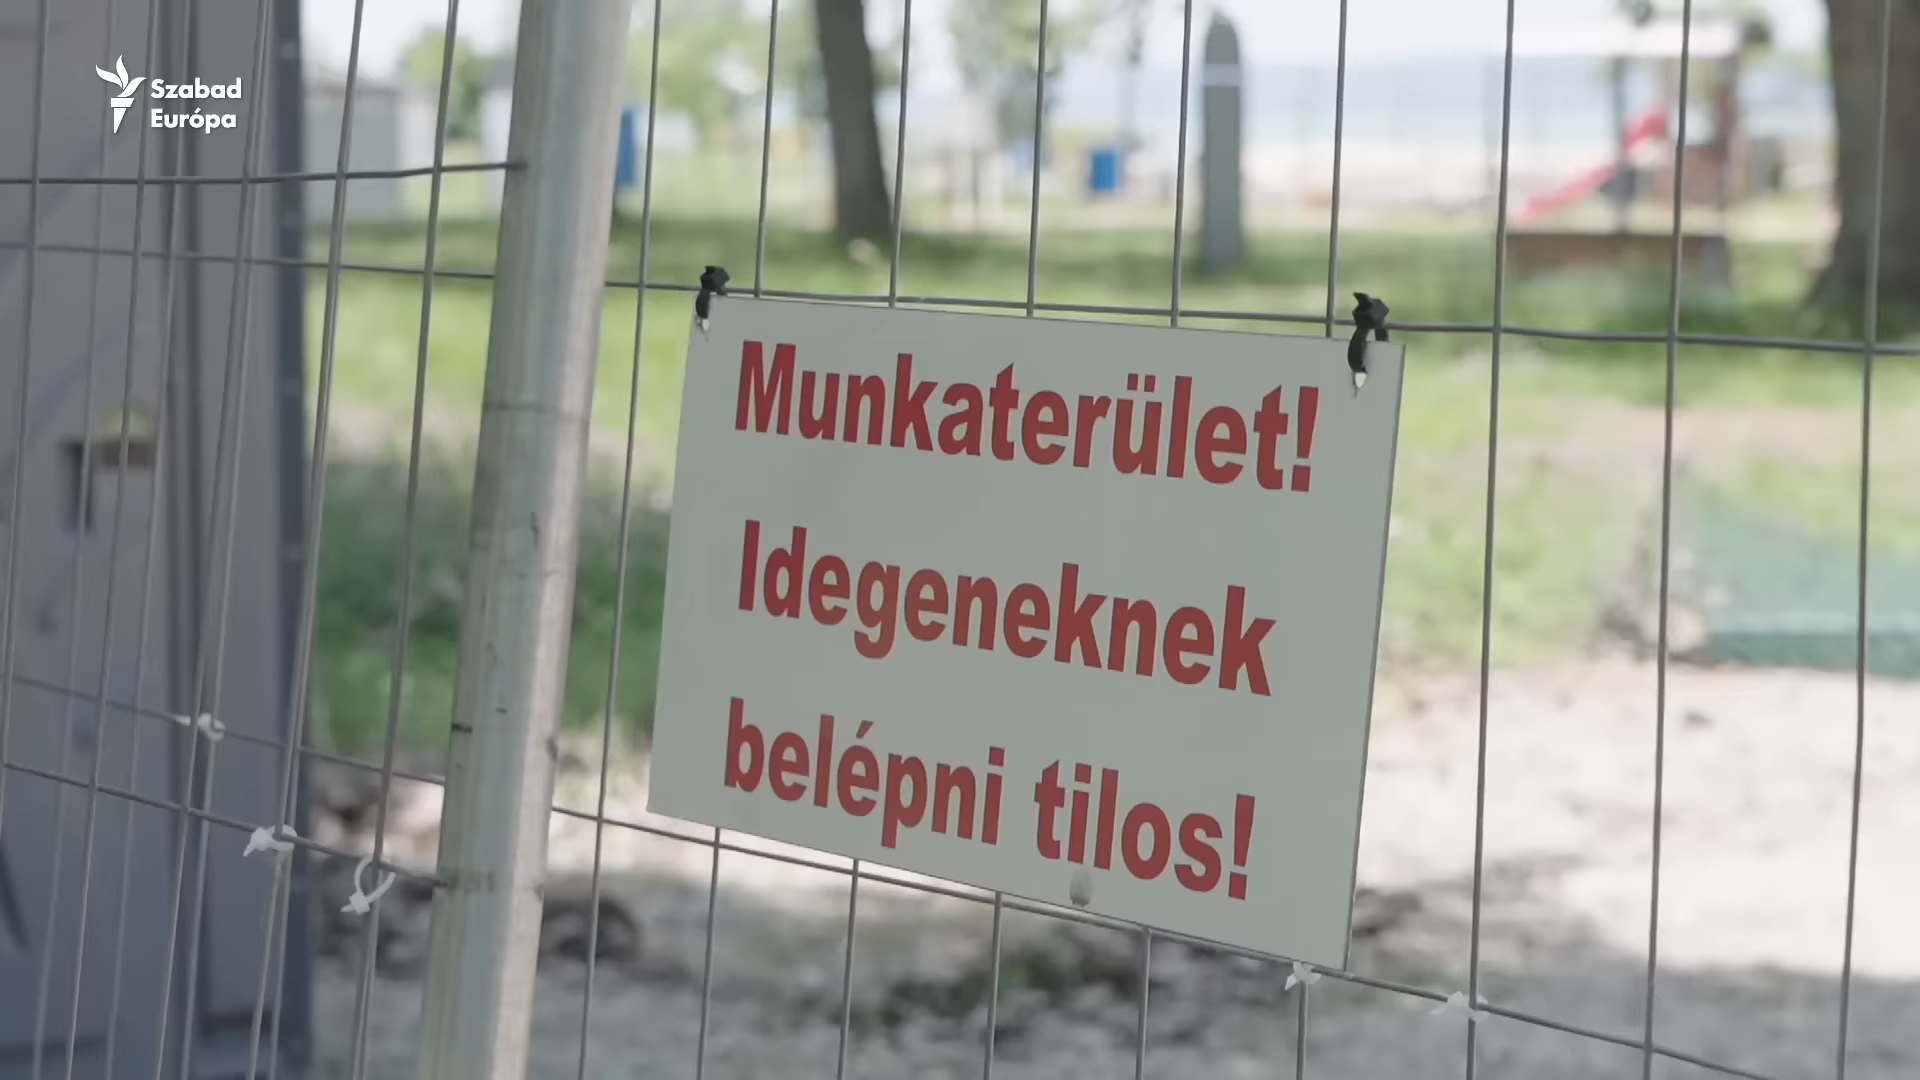 Szabad
Európa
Munkaterület!
Idegeneknek
belépni tilos!